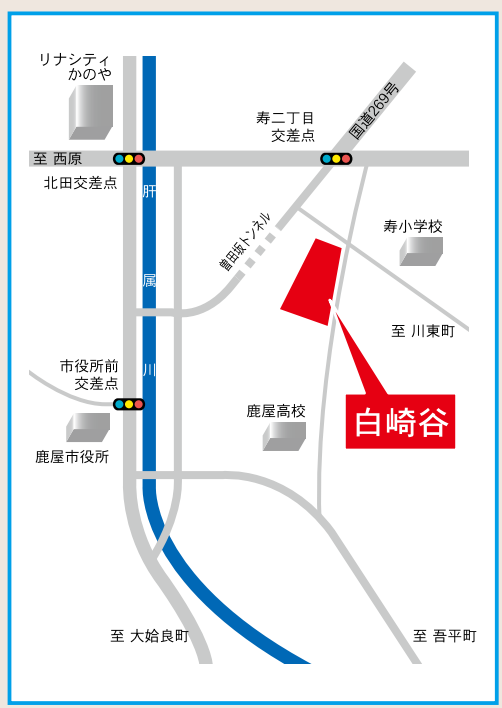 リナシティ
かのや
国道269号
寿二丁目
交差点
至 西原
北田交差点
肝
属
川
曽田坂トンネル
寿小学校
至 川東町
市役所前
交差点
鹿屋市役所
鹿屋高校
白崎谷
至 大姶良町
至 吾平町